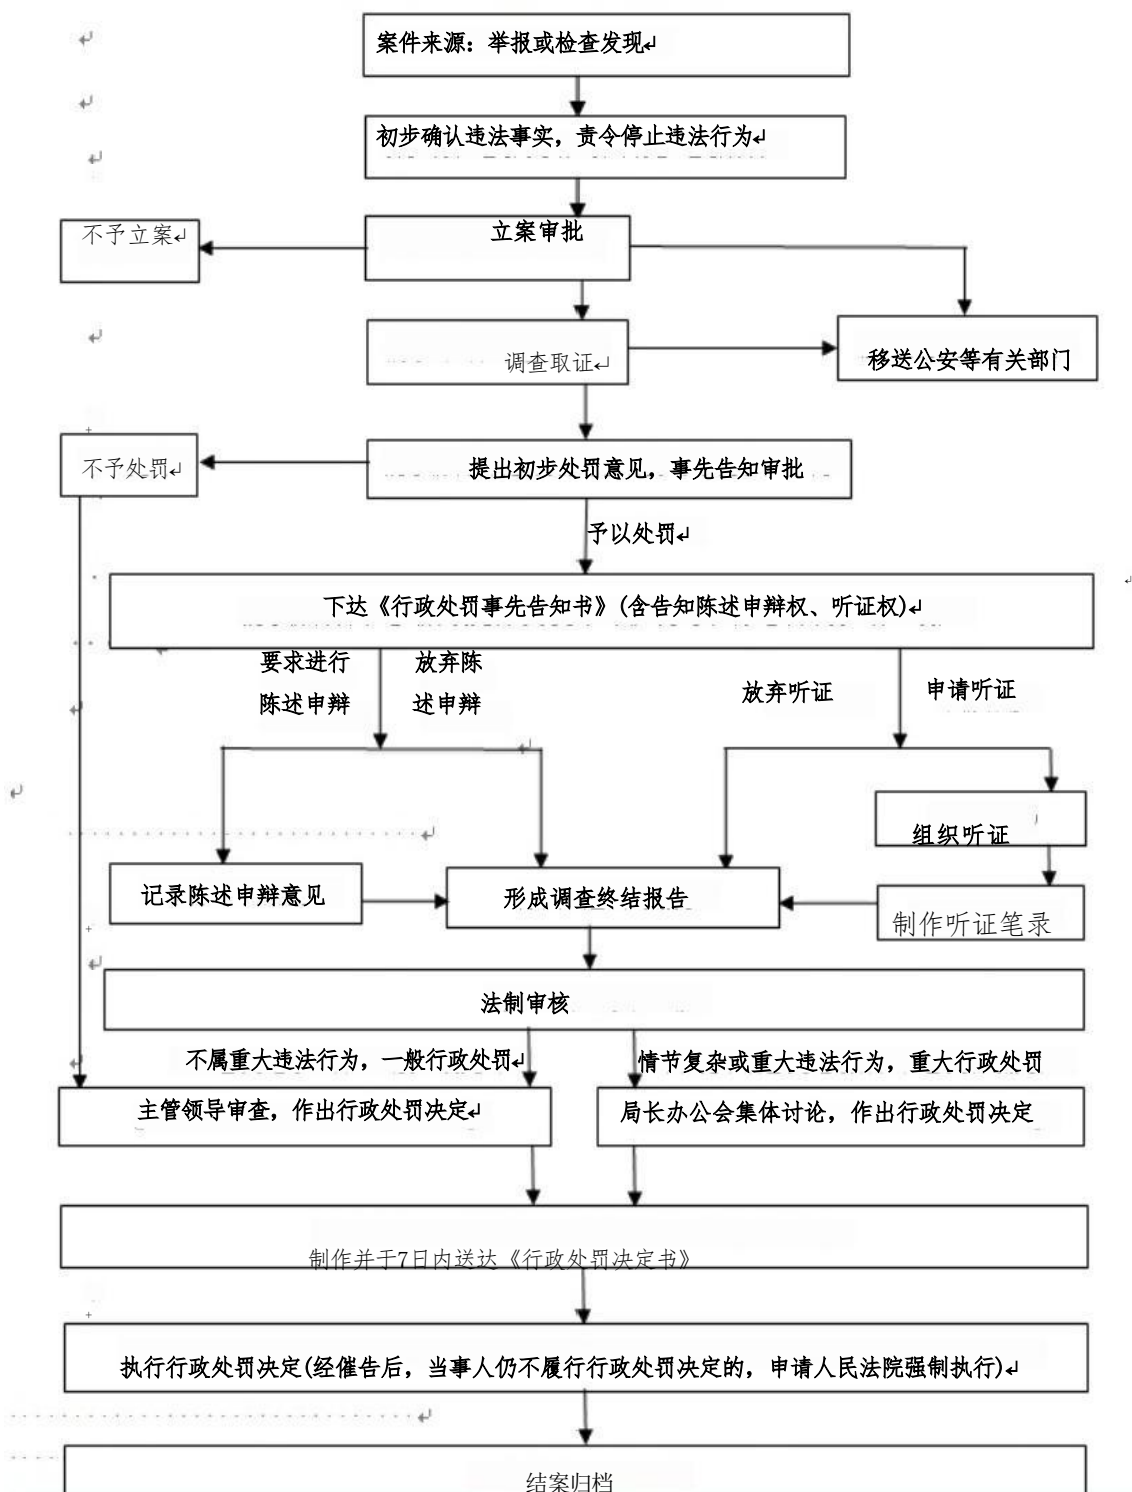 案件来源：举报或检查发现
初步确认违法事实，责令停止违法行为
不予立案
立案审批
调查取证
移送公安等有关部门
不予处罚
提出初步处罚意见，事先告知审批
予以处罚
下达《行政处罚事先告知书》(含告知陈述申辩权、听证权)
要求进行
陈述申辩
放弃陈
述申辩
放弃听证
申请听证
组织听证
记录陈述申辩意见
形成调查终结报告
制作听证笔录
法制审核
不属重大违法行为，一般行政处罚
情节复杂或重大违法行为，重大行政处罚
主管领导审查，作出行政处罚决定
局长办公会集体讨论，作出行政处罚决定
制作并于7日内送达《行政处罚决定书》
执行行政处罚决定(经催告后，当事人仍不履行行政处罚决定的，申请人民法院强制执行)
结案归档